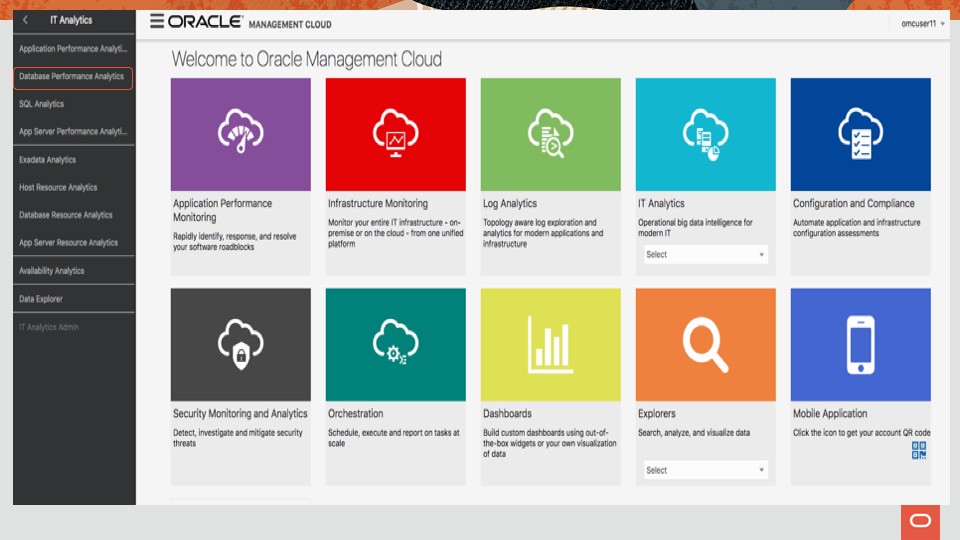 IT Analytics
Application Performance Analyti...
Database Performance Analytics
SQL Analytics
App Server Performance Analyti...
Exadata Analytics
Host Resource Analytics
Database Resource Analytics
App Server Resource Analytics
Availability Analytics
Data Explorer
IT Analytics Admin
ORACLE MANAGEMENT CLOUD
omcuser11
Welcome to Oracle Management Cloud
Application Performance
Monitoring
Rapidly identify, response, and resolve
your software roadblocks
Infrastructure Monitoring
Monitor your entire IT infrastructure - on-
premise or on the cloud - from one unified
platform
Log Analytics
Topology aware log exploration and
analytics for modern applications and
infrastructure
IT Analytics
Operational big data intelligence for
modern IT
Select
Configuration and Compliance
Automate application and infrastructure
configuration assessments
Security Monitoring and Analytics
Detect, investigate and mitigate security
threats
Orchestration
Schedule, execute and report on tasks at
scale
Dashboards
Build custom dashboards using out-of-
the-box widgets or your own visualization
of data
Explorers
Search, analyze, and visualize data
Select
Mobile Application
Click the icon to get your account QR code